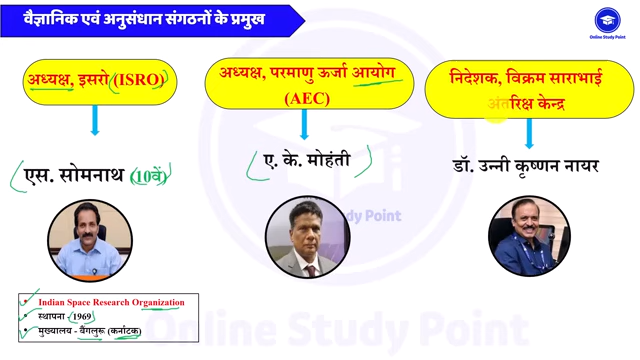 वैज्ञानिक एवं अनुसंधान संगठनों के प्रमुख
Online Study Point
अध्यक्ष, इसरो (ISRO)
एस. सोमनाथ (10वें)
अध्यक्ष, परमाणु ऊर्जा आयोग
(AEC)
ए. के. मोहंती
निदेशक, विक्रम साराभाई
अंतरिक्ष केन्द्र
डॉ. उन्नी कृष्णन नायर
Study Point
Indian Space Research Organization
स्थापना - 1969
मुख्यालय - बैंगलुरू (कर्नाटक)
Online Study Point